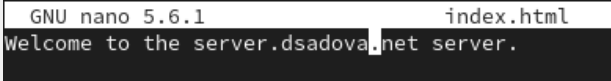 GNU nano 5.6.1 index.html
Welcome to the server.dsadova.net server.